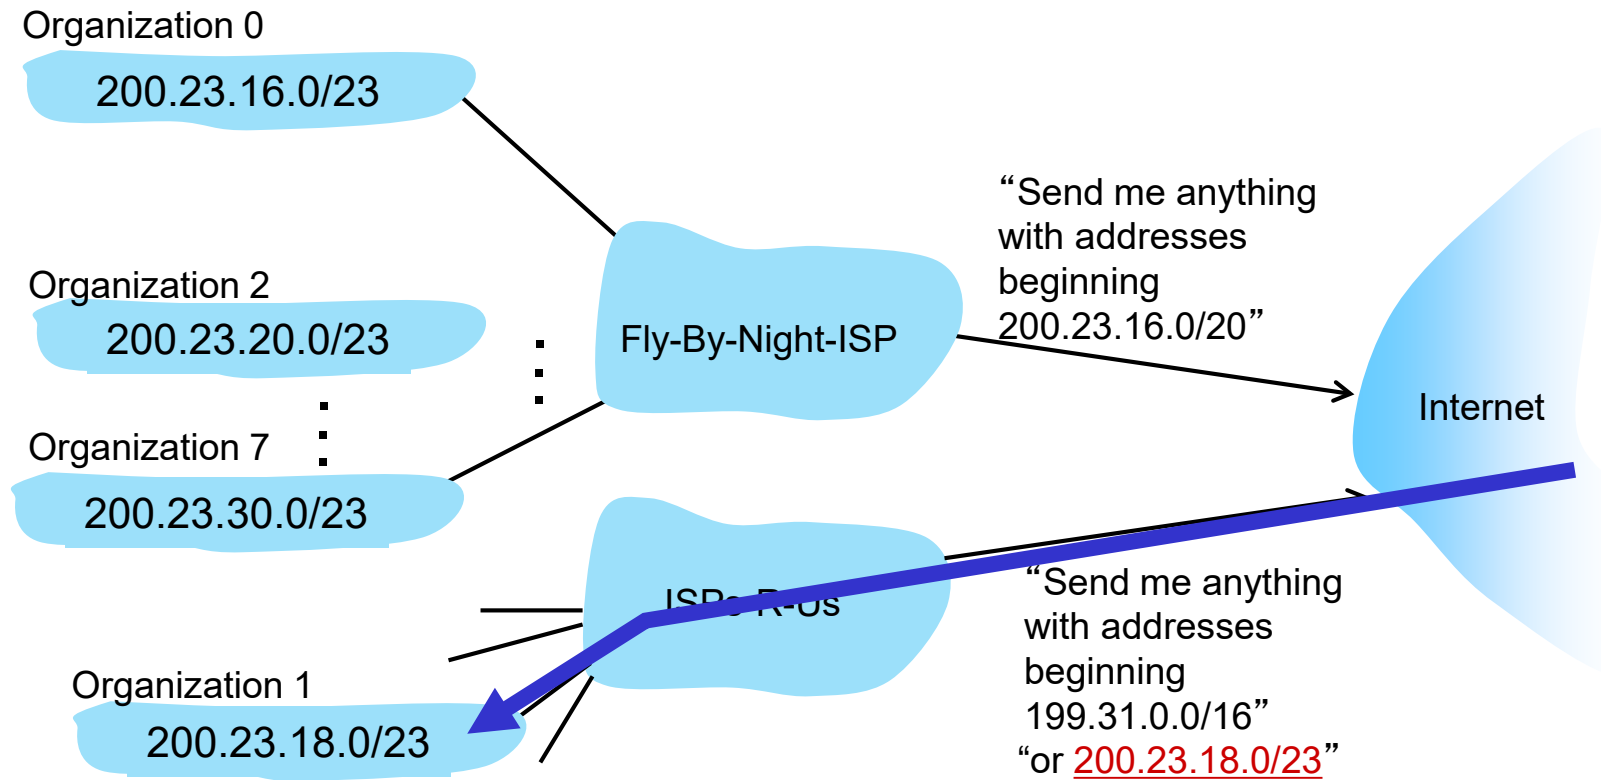 Organization 0
200.23.16.0/23
Organization 2
200.23.20.0/23
Organization 7
200.23.30.0/23
Fly-By-Night-ISP
“Send me anything
with addresses
beginning
200.23.16.0/20”
Internet
ISPs-R-Us
Organization 1
200.23.18.0/23
“Send me anything
with addresses
beginning
199.31.0.0/16”
“or 200.23.18.0/23”